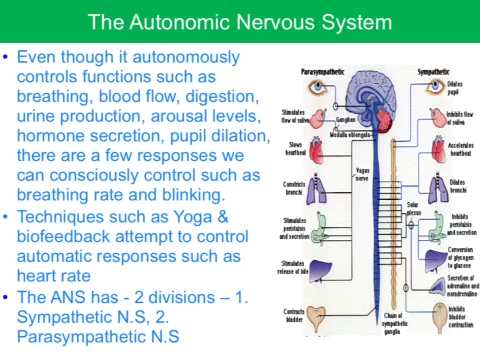 The Autonomic Nervous System
• Even though it autonomously
controls functions such as
breathing, blood flow, digestion,
urine production, arousal levels,
hormone secretion, pupil dilation,
there are a few responses we
can consciously control such as
breathing rate and blinking.
• Techniques such as Yoga &
biofeedback attempt to control
automatic responses such as
heart rate
• The ANS has - 2 divisions – 1.
Sympathetic N.S, 2.
Parasympathetic N.S
Parasympathetic
Sympathetic
Dilates
pupil
Stimulates
flow of saliva
Ganglion
Medulla oblongata
Inhibits flow
of saliva
Slows
heartbeat
Vagus
nerve
Accelerates
heartbeat
Constricts
bronchi
Dilates
bronchi
Solar
plexus
Stimulates
peristalsis
and secretion
Inhibits
peristalsis
and secretion
Stimulates
release of bile
Conversion
of glycogen
to glucose
Secretion of
adrenaline and
noradrenaline
Contracts
bladder
Chain of
sympathetic
ganglia
Inhibits
bladder
contraction